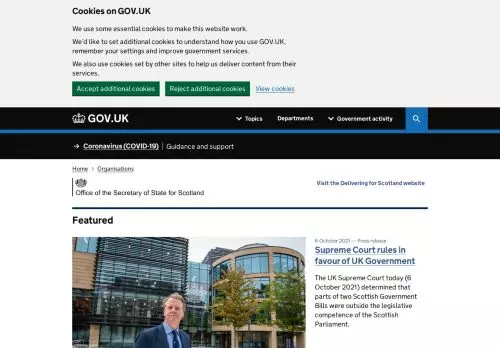 Cookies on GOV.UK
We use some essential cookies to make this website work.
We'd like to set additional cookies to understand how you use GOV.UK,
remember your settings and improve government services.
We also use cookies set by other sites to help us deliver content from their
services.
Accept additional cookies Reject additional cookies View cookies
GOV.UK Topics Departments Government activity
→ Coronavirus (COVID-19) Guidance and support
Home > Organisations
Office of the Secretary of State for Scotland
Visit the Delivering for Scotland website
Featured
6 October 2021 — Press release
Supreme Court rules in
favour of UK Government
The UK Supreme Court today (6
October 2021) determined that
parts of two Scottish Government
Bills were outside the legislative
competence of the Scottish
Parliament.